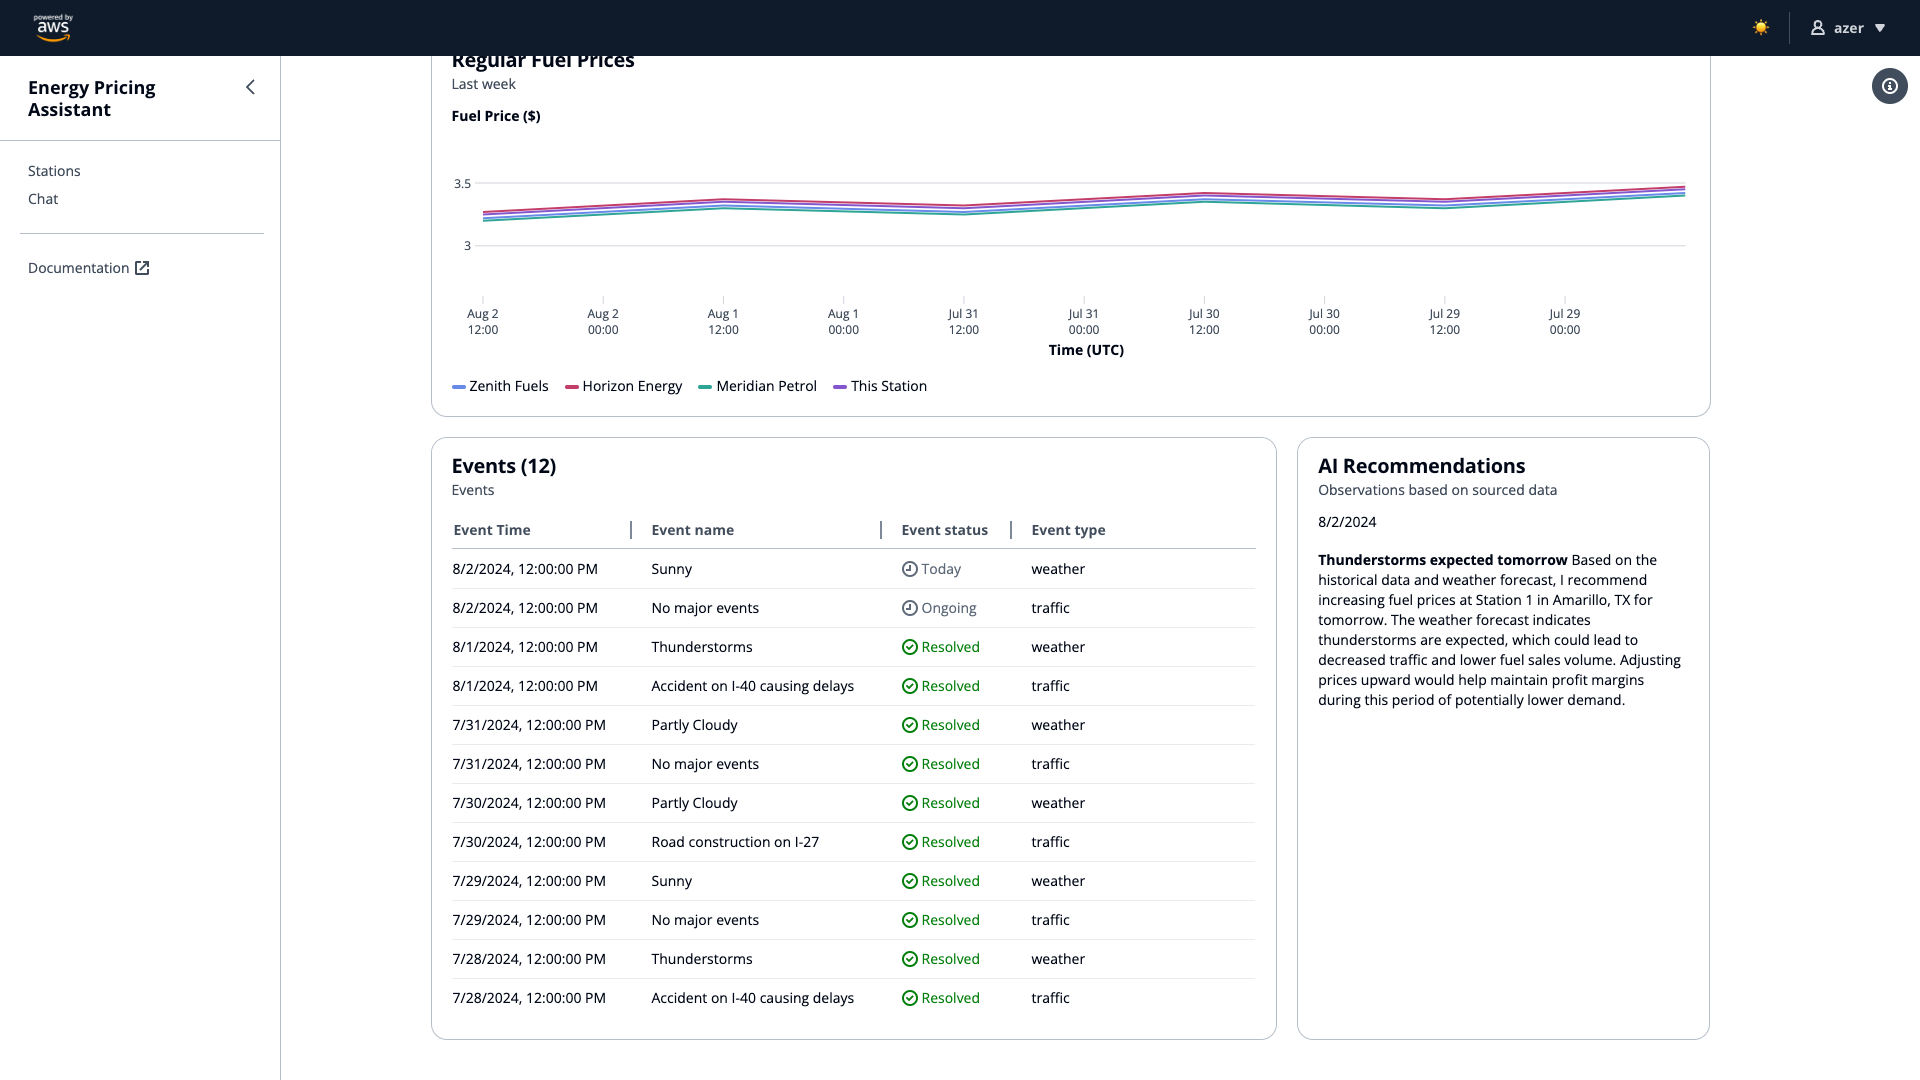 powered by
aws
azer
Energy Pricing
Assistant
Stations
Chat
Documentation
Regular Fuel Prices
Last week
Fuel Price ($)
3.5
3
Aug 2 Aug 2 Aug 1 Aug 1 Jul 31 Jul 31 Jul 30 Jul 30 Jul 29 Jul 29
12:00 00:00 12:00 00:00 12:00 00:00 12:00 00:00 12:00 00:00
Time (UTC)
Zenith Fuels Horizon Energy Meridian Petrol This Station
Events (12)
Events
Event Time Event name Event status Event type
8/2/2024, 12:00:00 PM Sunny Today weather
8/2/2024, 12:00:00 PM No major events Ongoing traffic
8/1/2024, 12:00:00 PM Thunderstorms Resolved weather
8/1/2024, 12:00:00 PM Accident on I-40 causing delays Resolved traffic
7/31/2024, 12:00:00 PM Partly Cloudy Resolved weather
7/31/2024, 12:00:00 PM No major events Resolved traffic
7/30/2024, 12:00:00 PM Partly Cloudy Resolved weather
7/30/2024, 12:00:00 PM Road construction on I-27 Resolved traffic
7/29/2024, 12:00:00 PM Sunny Resolved weather
7/29/2024, 12:00:00 PM No major events Resolved traffic
7/28/2024, 12:00:00 PM Thunderstorms Resolved weather
7/28/2024, 12:00:00 PM Accident on I-40 causing delays Resolved traffic
AI Recommendations
Observations based on sourced data
8/2/2024
Thunderstorms expected tomorrow Based on the
historical data and weather forecast, I recommend
increasing fuel prices at Station 1 in Amarillo, TX for
tomorrow. The weather forecast indicates
thunderstorms are expected, which could lead to
decreased traffic and lower fuel sales volume. Adjusting
prices upward would help maintain profit margins
during this period of potentially lower demand.